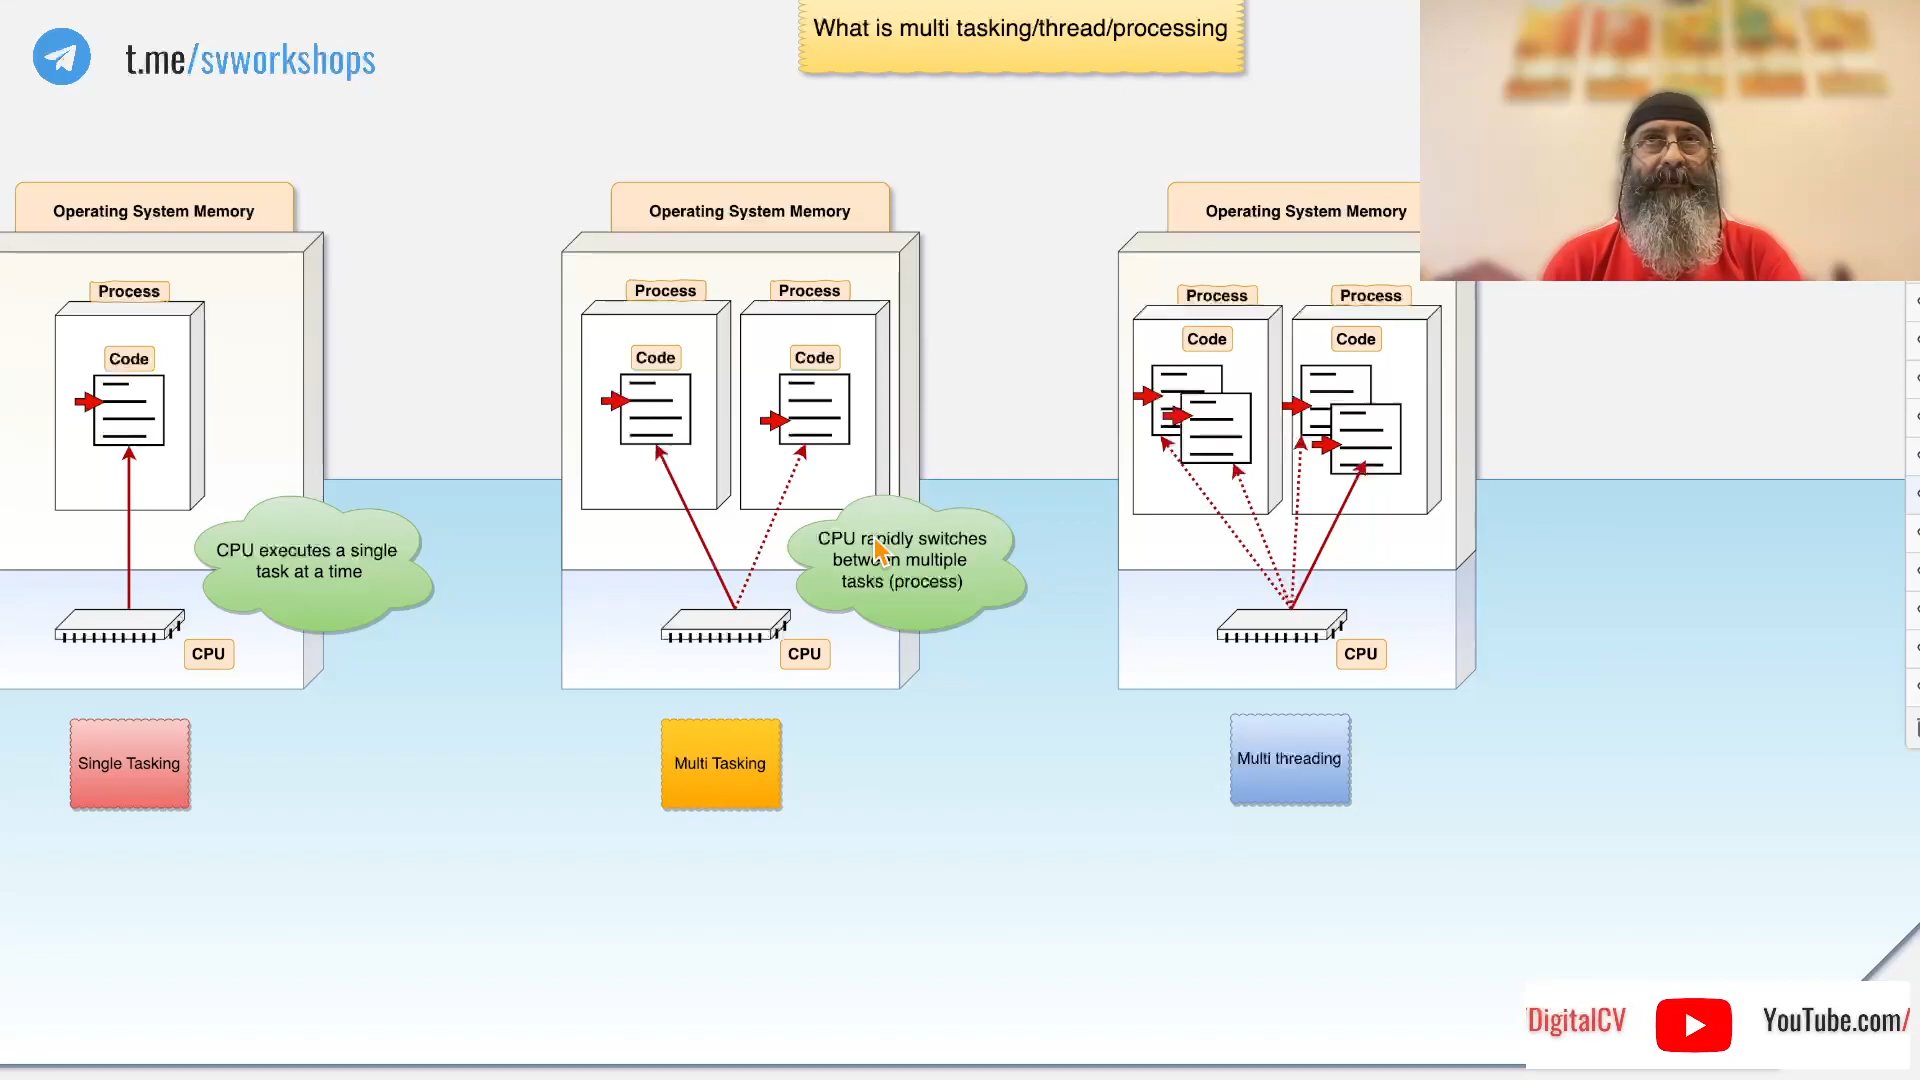 t.me/svworkshops
What is multi tasking/thread/processing
Operating System Memory
Process
Code
CPU executes a single
task at a time
CPU
Single Tasking
Operating System Memory
Process
Process
Code
Code
CPU rapidly switches
between multiple
tasks (process)
CPU
Multi Tasking
Operating System Memory
Process
Process
Code
Code
CPU
Multi threading
/DigitalCV
YouTube.com/